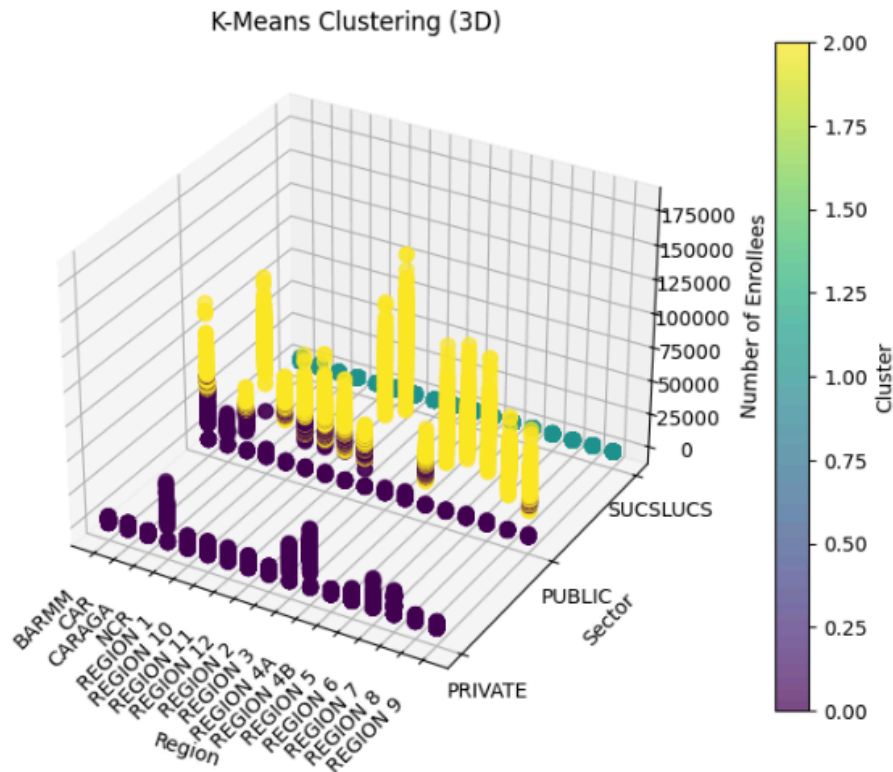 K-Means Clustering (3D)
2.00
1.75
1.50
1.25
1.00
0.75
0.50
0.25
0.00
Cluster
175000
150000
125000
100000
75000
50000
25000
0
Number of Enrollees
SUCSLUCS
PUBLIC
PRIVATE
Sector
BARMM
CAR
CARAGA
NCR
REGION 1
REGION 10
REGION 11
REGION 12
REGION 2
REGION 3
REGION 4A
REGION 4B
REGION 5
REGION 6
REGION 7
REGION 8
REGION 9
Region